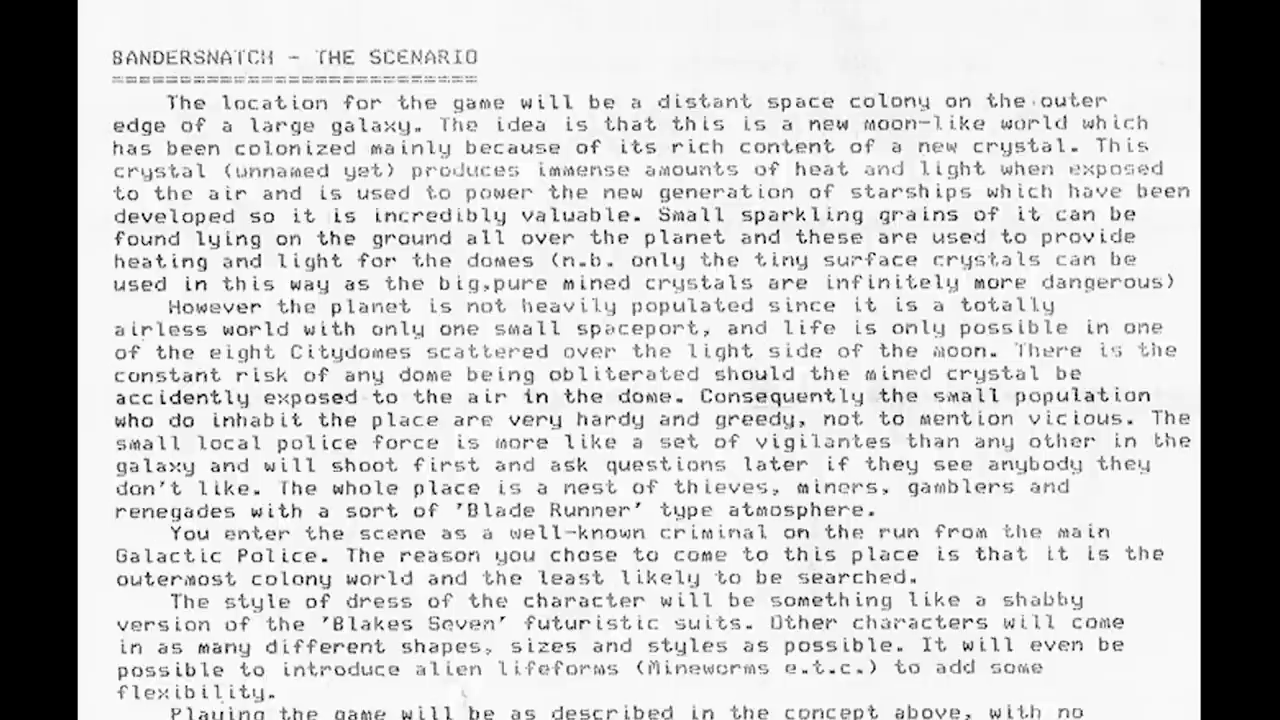 BANDERSNATCH - THE SCENARIO
===========================
The location for the game will be a distant space colony on the outer
edge of a large galaxy. The idea is that this is a new moon-like world which
has been colonized mainly because of its rich content of a new crystal. This
crystal (unnamed yet) produces immense amounts of heat and light when exposed
to the air and is used to power the new generation of starships which have been
developed so it is incredibly valuable. Small sparkling grains of it can be
found lying on the ground all over the planet and these are used to provide
heating and light for the domes (n.b. only the tiny surface crystals can be
used in this way as the big,pure mined crystals are infinitely more dangerous)
However the planet is not heavily populated since it is a totally
airless world with only one small spaceport, and life is only possible in one
of the eight Citydomes scattered over the light side of the moon. There is the
constant risk of any dome being obliterated should the mined crystal be
accidently exposed to the air in the dome. Consequently the small population
who do inhabit the place are very hardy and greedy, not to mention vicious. The
small local police force is more like a set of vigilantes than any other in the
galaxy and will shoot first and ask questions later if they see anybody they
don't like. The whole place is a nest of thieves, miners, gamblers and
renegades with a sort of 'Blade Runner' type atmosphere.
You enter the scene as a well-known criminal on the run from the main
Galactic Police. The reason you chose to come to this place is that it is the
outermost colony world and the least likely to be searched.
The style of dress of the character will be something like a shabby
version of the 'Blakes Seven' futuristic suits. Other characters will come
in as many different shapes, sizes and styles as possible. It will even be
possible to introduce alien lifeforms (Mineworms e.t.c.) to add some
flexibility.
Playing the game will be as described in the concept above, with no